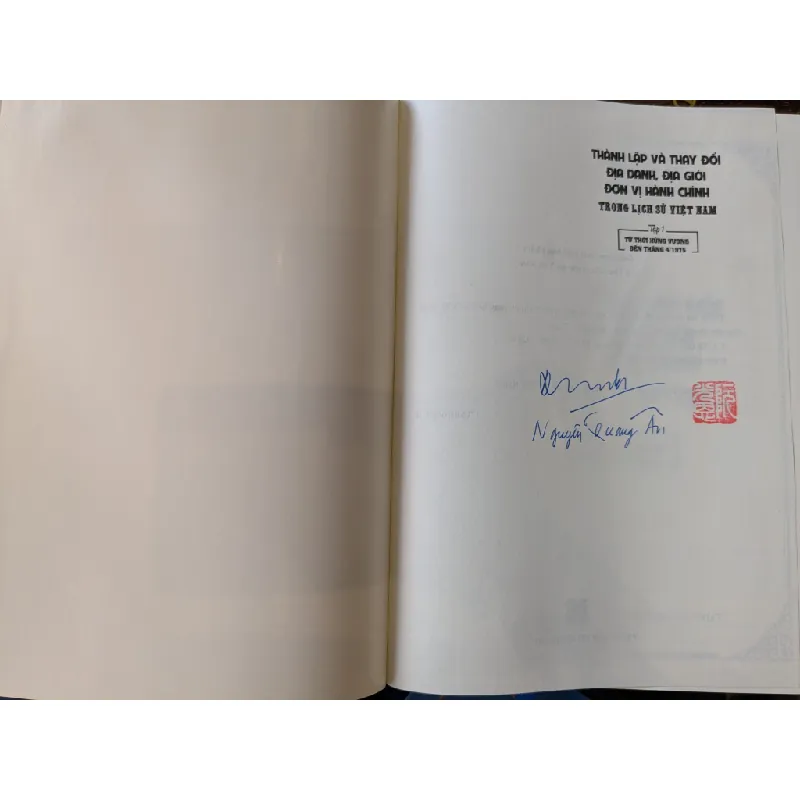 THÀNH LẬP VÀ THAY ĐỔI
ĐỊA DANH, ĐỊA GIỚI
ĐƠN VỊ HÀNH CHÍNH
TRONG LỊCH SỬ VIỆT NAM
Tập 1
TỪ THỜI HÙNG VƯƠNG
ĐẾN THÁNG 4/1975
Nguyễn Quang Ân